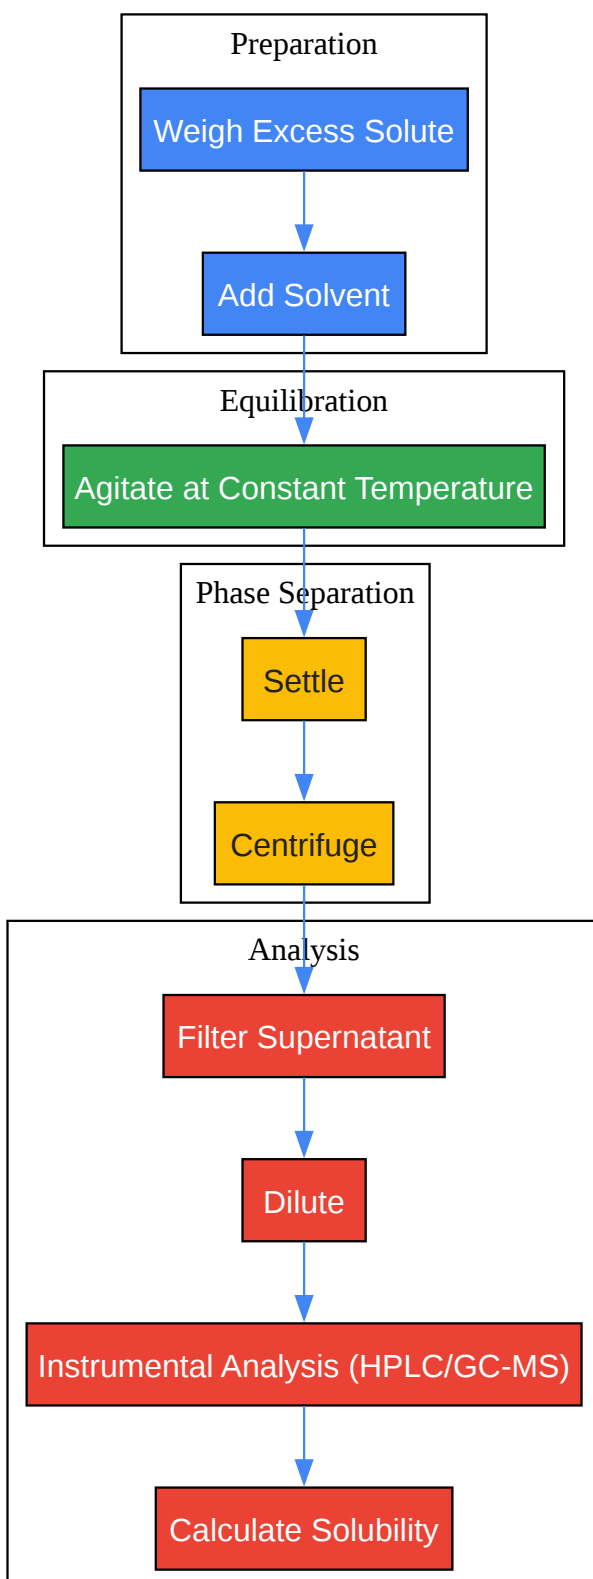 Preparation
Weigh Excess Solute
Add Solvent
Equilibration
Agitate at Constant Temperature
Phase Separation
Settle
Centrifuge
Analysis
Filter Supernatant
Dilute
Instrumental Analysis (HPLC/GC-MS)
Calculate Solubility